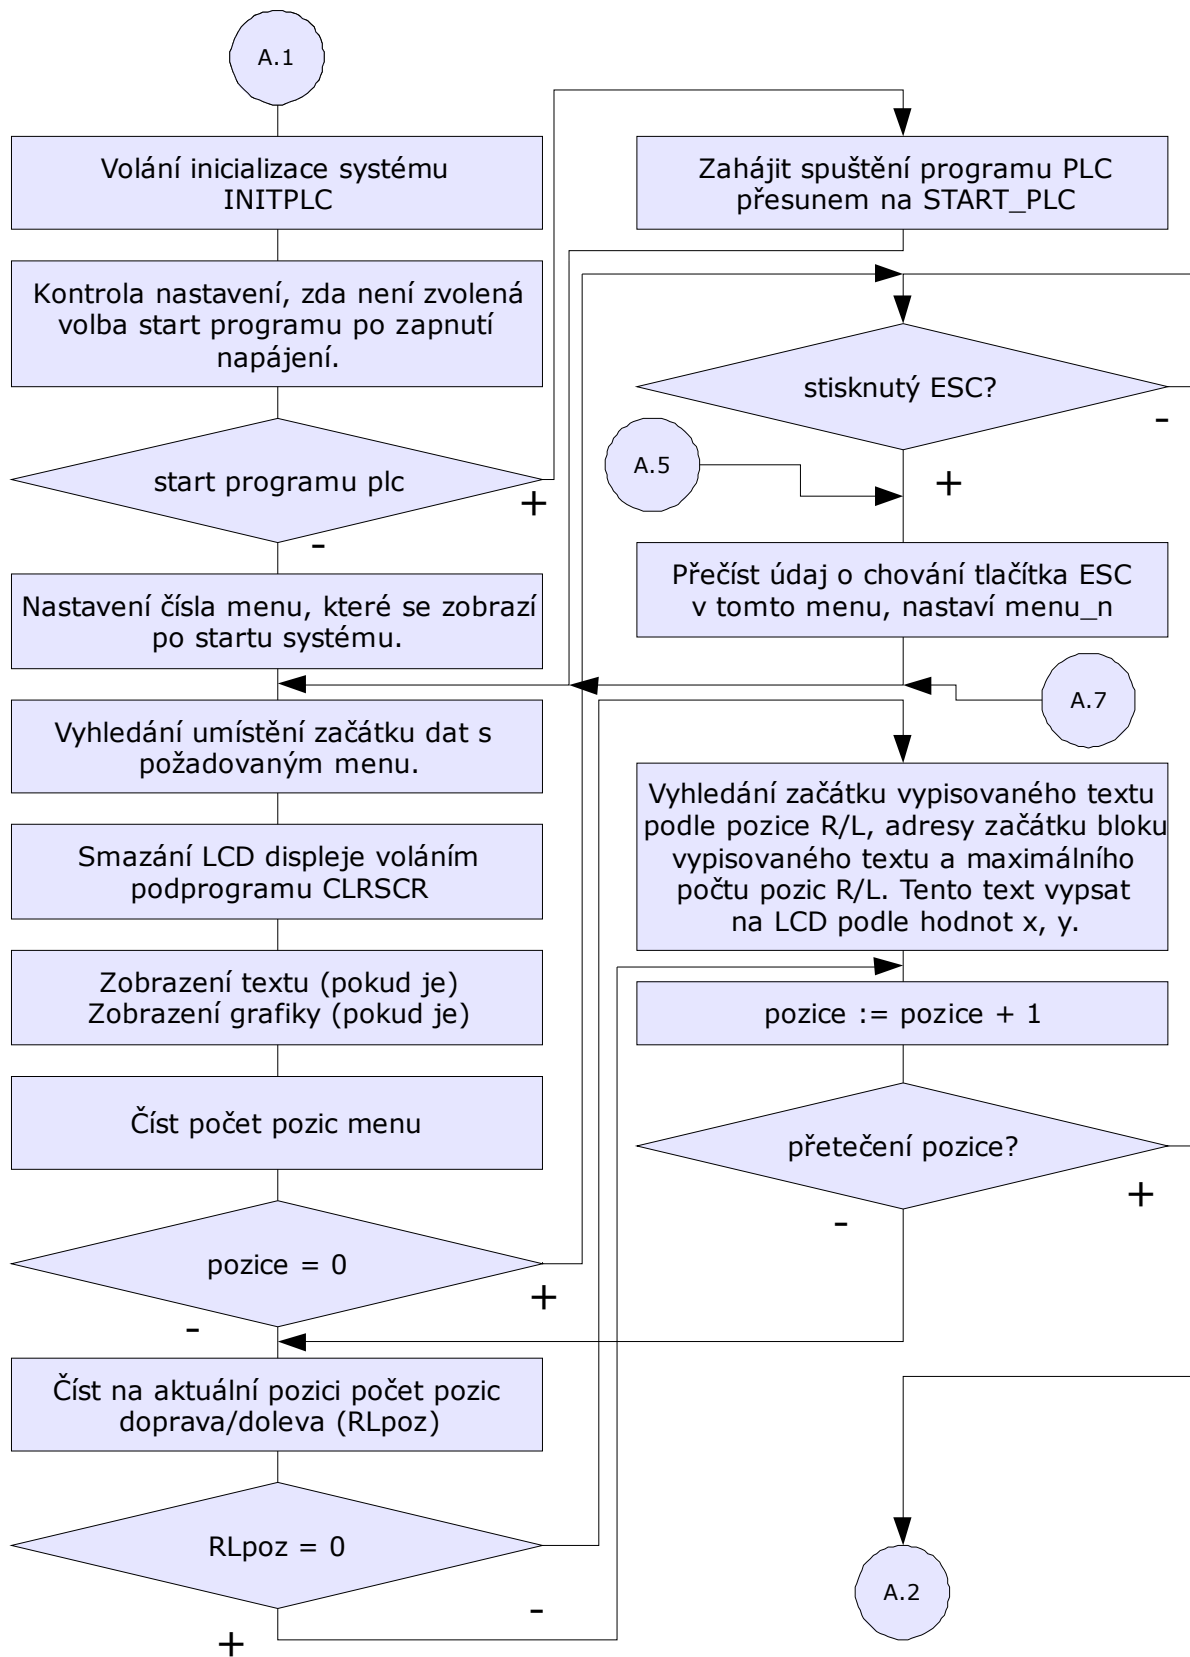 A.1
Volání inicializace systému
INITPLC
Kontrola nastavení, zda není zvolená
volba start programu po zapnutí
napájení.
start programu plc
+
-
Nastavení čísla menu, které se zobrazí
po startu systému.
Vyhledání umístění začátku dat s
požadovaným menu.
Smazání LCD displeje voláním
podprogramu CLRSCR
Zobrazení textu (pokud je)
Zobrazení grafiky (pokud je)
Číst počet pozic menu
pozice = 0
+
-
Číst na aktuální pozici počet pozic
doprava/doleva (RLpoz)
RLpoz = 0
-
+
Zahájit spuštění programu PLC
přesunem na START_PLC
stisknutý ESC?
-
A.5
+
Přečíst údaj o chování tlačítka ESC
v tomto menu, nastaví menu_n
A.7
Vyhledání začátku vypisovaného textu
podle pozice R/L, adresy začátku bloku
vypisovaného textu a maximálního
počtu pozic R/L. Tento text vypsat
na LCD podle hodnot x, y.
pozice := pozice + 1
přetečení pozice?
+
-
A.2